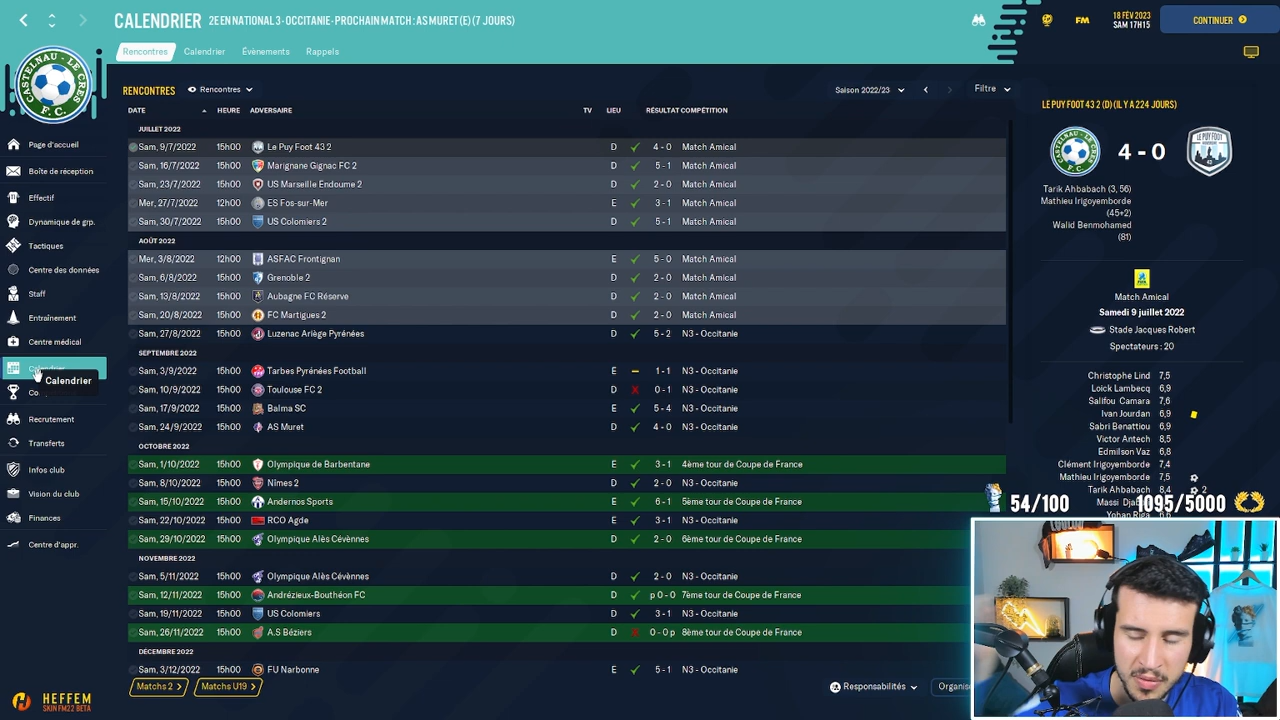 CALENDRIER 2E EN NATIONAL 3 - OCCITANIE - PROCHAIN MATCH : AS MURET (E) (7 JOURS)
FM 18 FÉV 2023 SAM 17H15 CONTINUER
Rencontres Calendrier Évènements Rappels
CASTELNAU - LE CRES F.C.
Page d'accueil
Boîte de réception
Effectif
Dynamique de grp.
Tactiques
Centre des données
Staff
Entraînement
Centre médical
Calendrier
Calendrier
Recrutement
Transferts
Infos club
Vision du club
Finances
Centre d'appr.
HEFFEM
SKIN FM22 BETA
RENCONTRES Rencontres Saison 2022/23 Filtre
DATE HEURE ADVERSAIRE TV LIEU RÉSULTAT COMPÉTITION
JUILLET 2022
Sam, 9/7/2022 15h00 Le Puy Foot 43 2 D 4 - 0 Match Amical
Sam, 16/7/2022 15h00 Marignane Gignac FC 2 D 5 - 1 Match Amical
Sam, 23/7/2022 15h00 US Marseille Endoume 2 D 2 - 0 Match Amical
Mer, 27/7/2022 12h00 ES Fos-sur-Mer E 3 - 1 Match Amical
Sam, 30/7/2022 15h00 US Colomiers 2 D 5 - 1 Match Amical
AOÛT 2022
Mer, 3/8/2022 12h00 ASFAC Frontignan E 5 - 0 Match Amical
Sam, 6/8/2022 15h00 Grenoble 2 D 2 - 0 Match Amical
Sam, 13/8/2022 15h00 Aubagne FC Réserve D 2 - 0 Match Amical
Sam, 20/8/2022 15h00 FC Martigues 2 D 2 - 0 Match Amical
Sam, 27/8/2022 15h00 Luzenac Ariège Pyrénées D 5 - 2 N3 - Occitanie
SEPTEMBRE 2022
Sam, 3/9/2022 15h00 Tarbes Pyrénées Football E 1 - 1 N3 - Occitanie
Sam, 10/9/2022 15h00 Toulouse FC 2 D 0 - 1 N3 - Occitanie
Sam, 17/9/2022 15h00 Balma SC E 5 - 4 N3 - Occitanie
Sam, 24/9/2022 15h00 AS Muret D 4 - 0 N3 - Occitanie
OCTOBRE 2022
Sam, 1/10/2022 15h00 Olympique de Barbentane E 3 - 1 4ème tour de Coupe de France
Sam, 8/10/2022 15h00 Nîmes 2 D 2 - 0 N3 - Occitanie
Sam, 15/10/2022 15h00 Andernos Sports E 6 - 1 5ème tour de Coupe de France
Sam, 22/10/2022 15h00 RCO Agde E 3 - 1 N3 - Occitanie
Sam, 29/10/2022 15h00 Olympique Alès Cévènnes D 2 - 0 6ème tour de Coupe de France
NOVEMBRE 2022
Sam, 5/11/2022 15h00 Olympique Alès Cévènnes D 2 - 0 N3 - Occitanie
Sam, 12/11/2022 15h00 Andrézieux-Bouthéon FC D p 0 - 0 7ème tour de Coupe de France
Sam, 19/11/2022 15h00 US Colomiers D 3 - 1 N3 - Occitanie
Sam, 26/11/2022 15h00 A.S Béziers D 0 - 0 p 8ème tour de Coupe de France
DÉCEMBRE 2022
Sam, 3/12/2022 15h00 FU Narbonne E 5 - 1 N3 - Occitanie
Matchs 2 Matchs U19 Responsabilités
LE PUY FOOT 43 2 (D) (IL Y A 224 JOURS)
4 - 0
Tarik Ahbabach (3, 56)
Mathieu Irigoyemborde
(45+2)
Walid Benmohamed
(81)
Match Amical
Samedi 9 juillet 2022
Stade Jacques Robert
Spectateurs : 20
Christophe Lind 7,5
Loick Lambecq 6,9
Salifou Camara 7,6
Ivan Jourdan 6,9
Sabri Benattiou 6,9
Victor Antech 8,5
Edmilson Vaz 6,8
Clément Irigoyemborde 7,4
Mathieu Irigoyemborde 7,5
Tarik Ahbabach 8,4 2
54/100 1095/5000